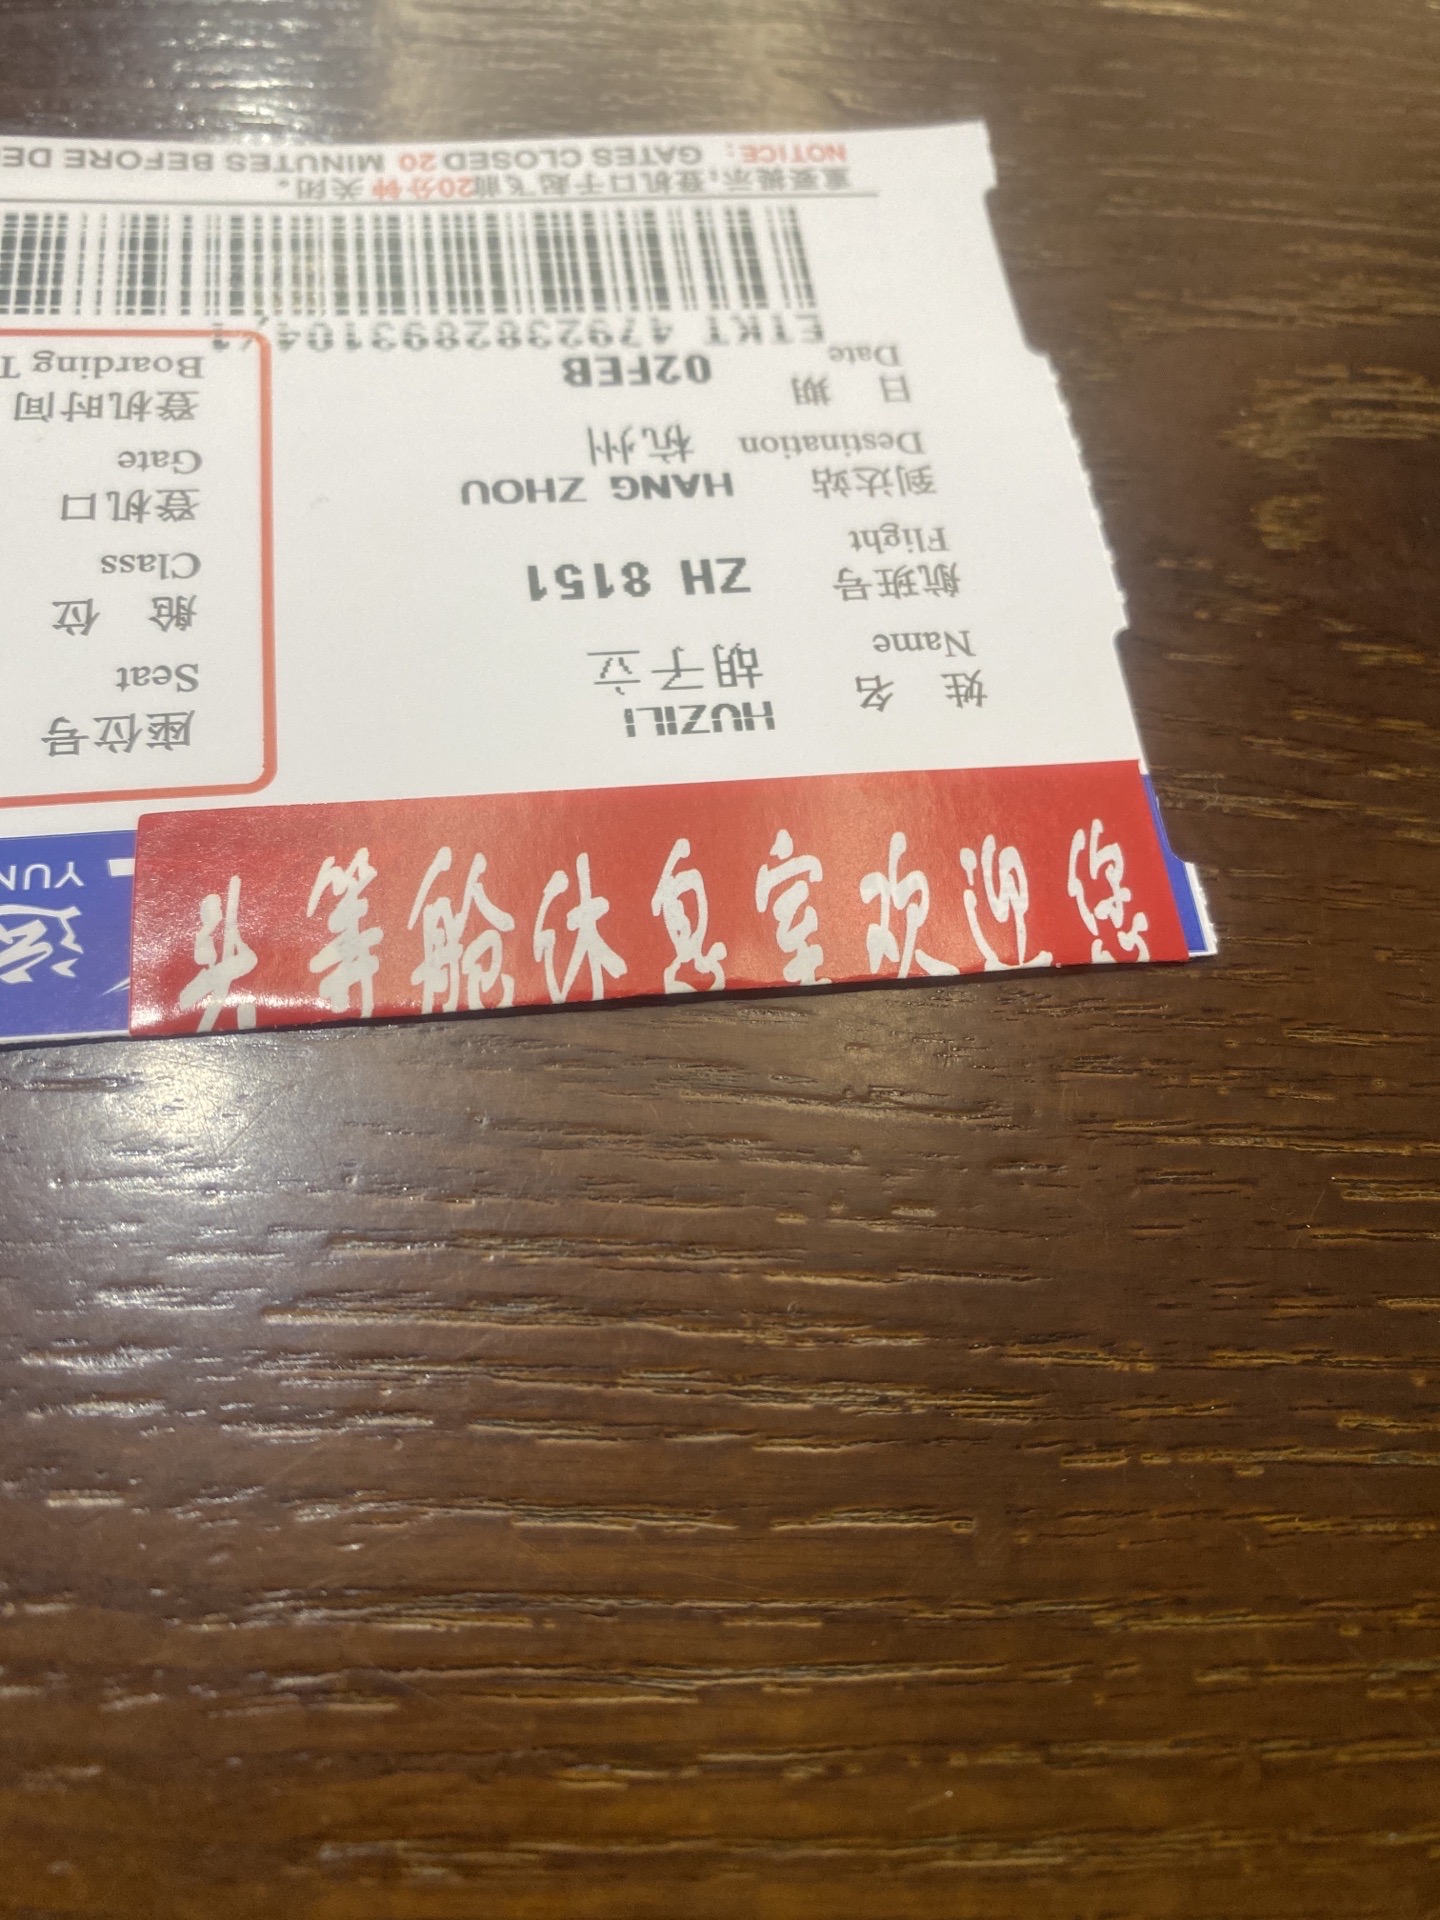 YUN
头等舱休息室欢迎您
姓 名 HUZILI
Name 胡子立
航班号 ZH 8151
Flight
到达站 HANG ZHOU
Destination 杭州
日 期 02FEB
Date
ETKT 4792382893104/1
座位号
Seat
舱 位
Class
登机口
Gate
登机时间
Boarding T
重要提示:登机口于起飞前20分钟关闭。
NOTICE: GATES CLOSED 20 MINUTES BEFORE DE